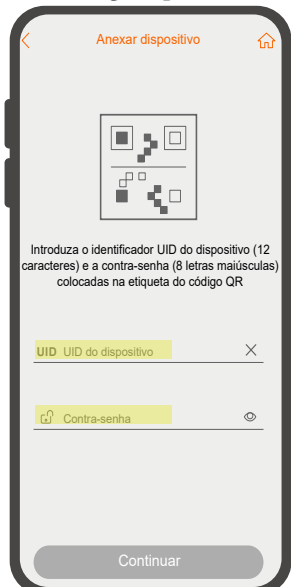 Anexar dispositivo
Introduza o identificador UID do dispositivo (12
caracteres) e a contra-senha (8 letras maiúsculas)
colocadas na etiqueta do código QR
UID UID do dispositivo
Contra-senha
Continuar